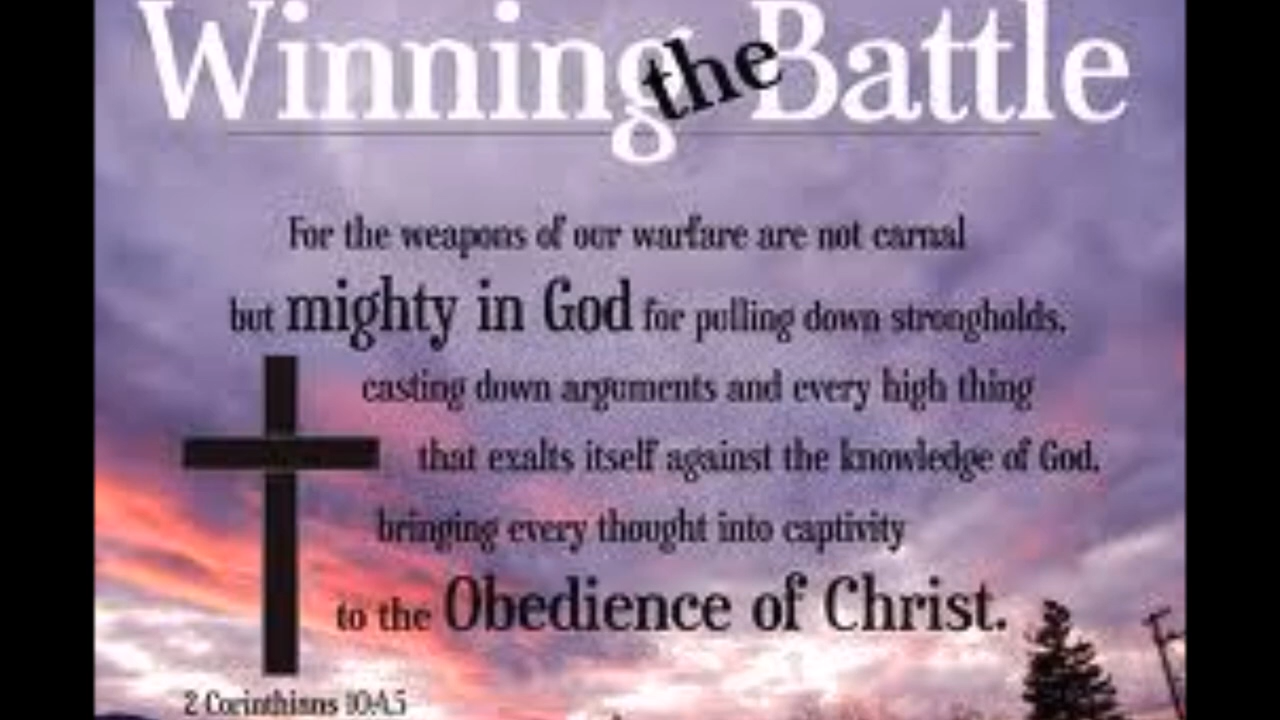 Winning the Battle
For the weapons of our warfare are not carnal
but mighty in God for pulling down strongholds,
casting down arguments and every high thing
that exalts itself against the knowledge of God,
bringing every thought into captivity
to the Obedience of Christ.
2 Corinthians 10:4,5